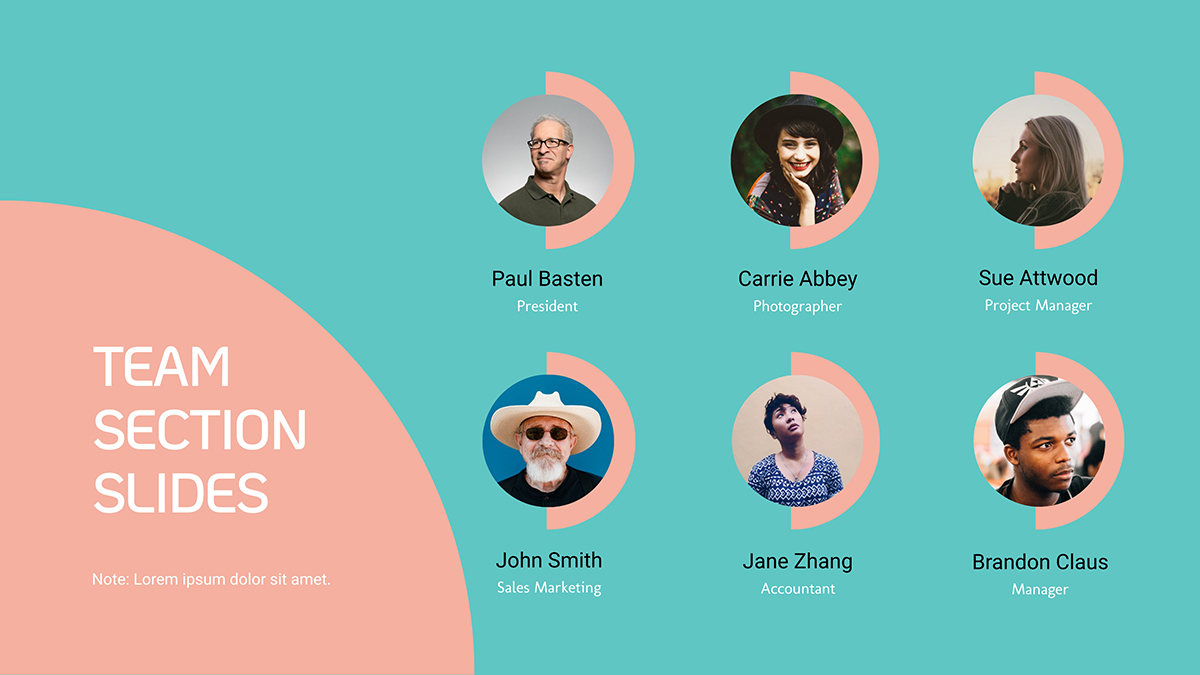 TEAM
SECTION
SLIDES
Note: Lorem ipsum dolor sit amet.
Paul Basten
President
Carrie Abbey
Photographer
Sue Attwood
Project Manager
John Smith
Sales Marketing
Jane Zhang
Accountant
Brandon Claus
Manager